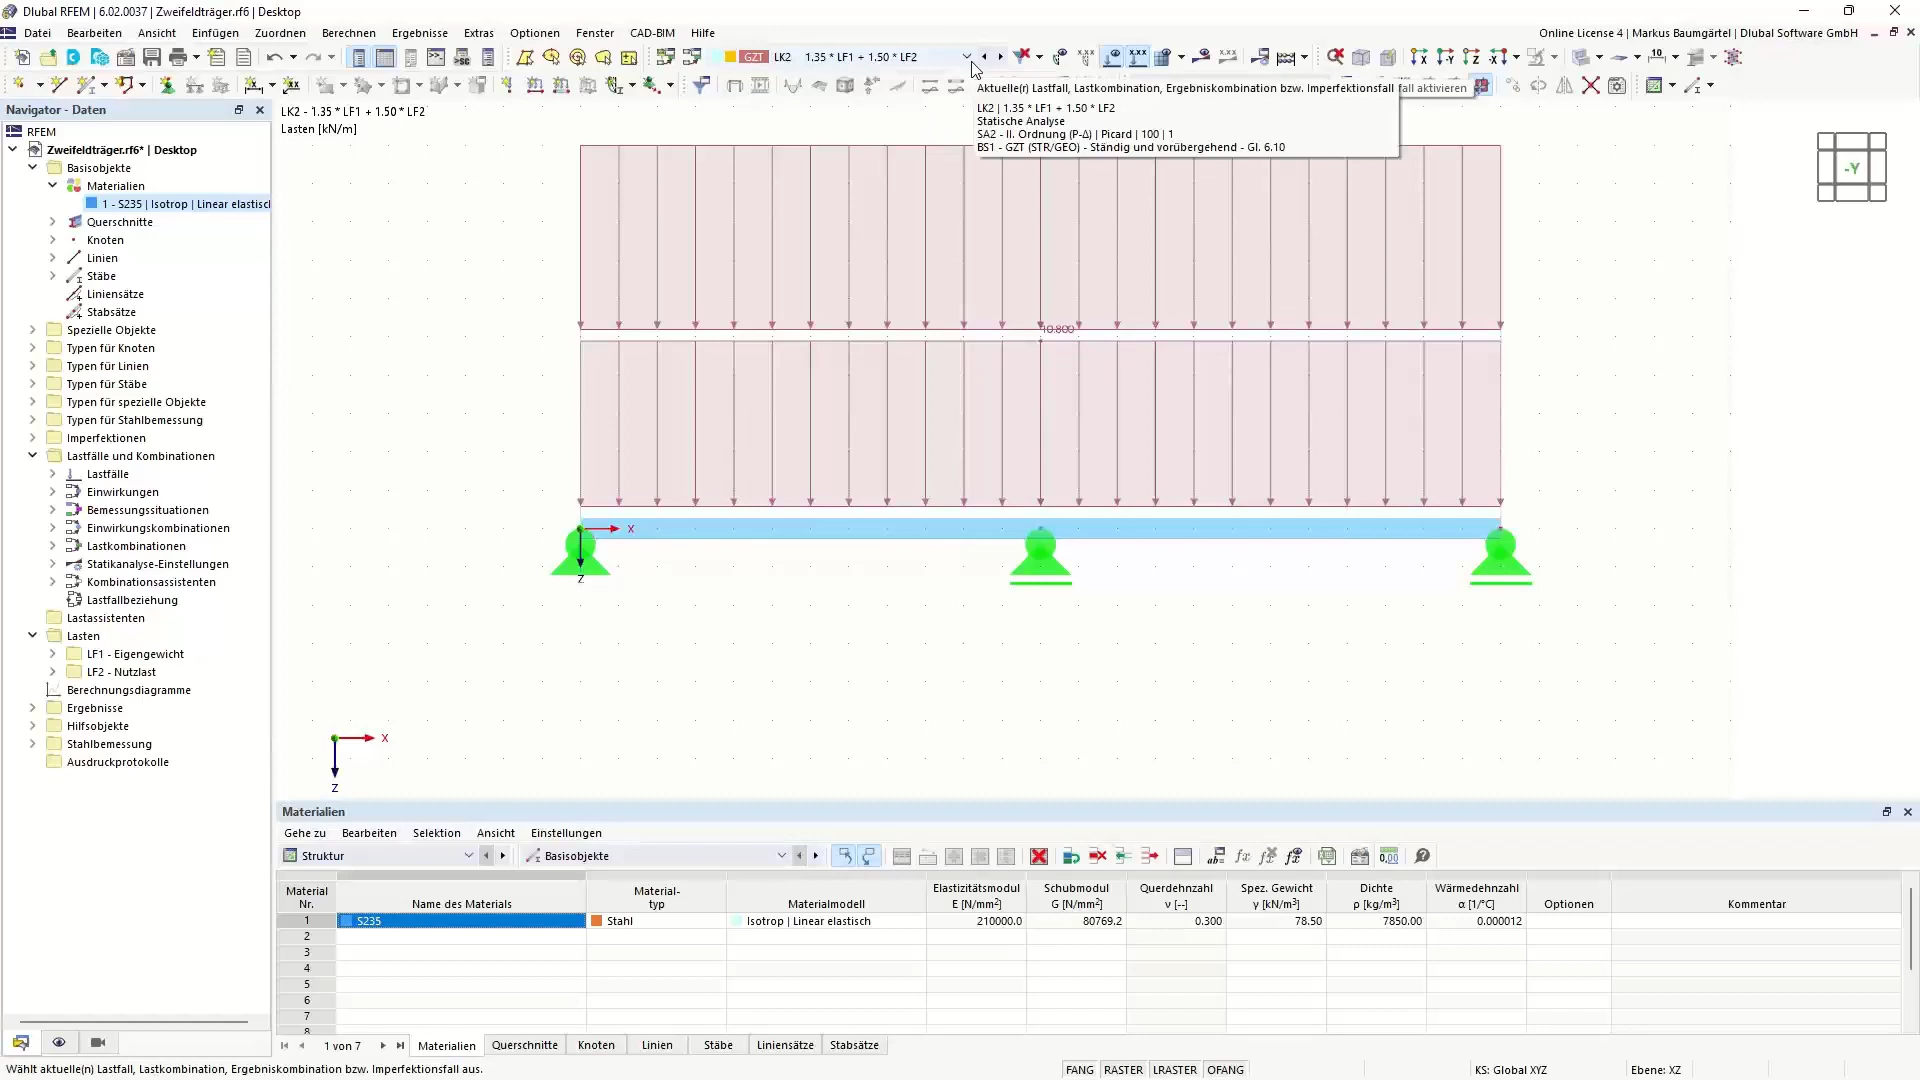 Dlubal RFEM | 6.02.0037 | Zweifeldträger.rf6 | Desktop
Datei Bearbeiten Ansicht Einfügen Zuordnen Berechnen Ergebnisse Extras Optionen Fenster CAD-BIM Hilfe
Online License 4 | Markus Baumgärtel | Dlubal Software GmbH
GZT LK2 1.35 * LF1 + 1.50 * LF2
Navigator - Daten
RFEM
Zweifeldträger.rf6* | Desktop
Basisobjekte
Materialien
1 - S235 | Isotrop | Linear elastisch
Querschnitte
Knoten
Linien
Stäbe
Liniensätze
Stabsätze
Spezielle Objekte
Typen für Knoten
Typen für Linien
Typen für Stäbe
Typen für spezielle Objekte
Typen für Stahlbemessung
Imperfektionen
Lastfälle und Kombinationen
Lastfälle
Einwirkungen
Bemessungssituationen
Einwirkungskombinationen
Lastkombinationen
Statikanalyse-Einstellungen
Kombinationsassistenten
Lastfallbeziehung
Lastassistenten
Lasten
LF1 - Eigengewicht
LF2 - Nutzlast
Berechnungsdiagramme
Ergebnisse
Hilfsobjekte
Stahlbemessung
Ausdruckprotokolle
LK2 - 1.35 * LF1 + 1.50 * LF2
Lasten [kN/m]
Aktuelle(r) Lastfall, Lastkombination, Ergebniskombination bzw. Imperfektionsfall
fall aktivieren
LK2 | 1.35 * LF1 + 1.50 * LF2
Statische Analyse
SA2 - II. Ordnung (P-Δ) | Picard | 100 | 1
BS1 - GZT (STR/GEO) - Ständig und vorübergehend - Gl. 6.10
-Y
10.800
X
Z
X
Z
Materialien
Gehe zu Bearbeiten Selektion Ansicht Einstellungen
Struktur Basisobjekte
Material Nr. Name des Materials Material-typ Materialmodell Elastizitätsmodul E [N/mm²] Schubmodul G [N/mm²] Querdehnzahl ν [--] Spez. Gewicht γ [kN/m³] Dichte ρ [kg/m³] Wärmedehnzahl α [1/°C] Optionen Kommentar
1 S235 Stahl Isotrop | Linear elastisch 210000.0 80769.2 0.300 78.50 7850.00 0.000012
2
3
4
5
6
7
8
1 von 7 Materialien Querschnitte Knoten Linien Stäbe Liniensätze Stabsätze
Wählt aktuelle(n) Lastfall, Lastkombination, Ergebniskombination bzw. Imperfektionsfall aus.
FANG RASTER LRASTER OFANG KS: Global XYZ Ebene: XZ